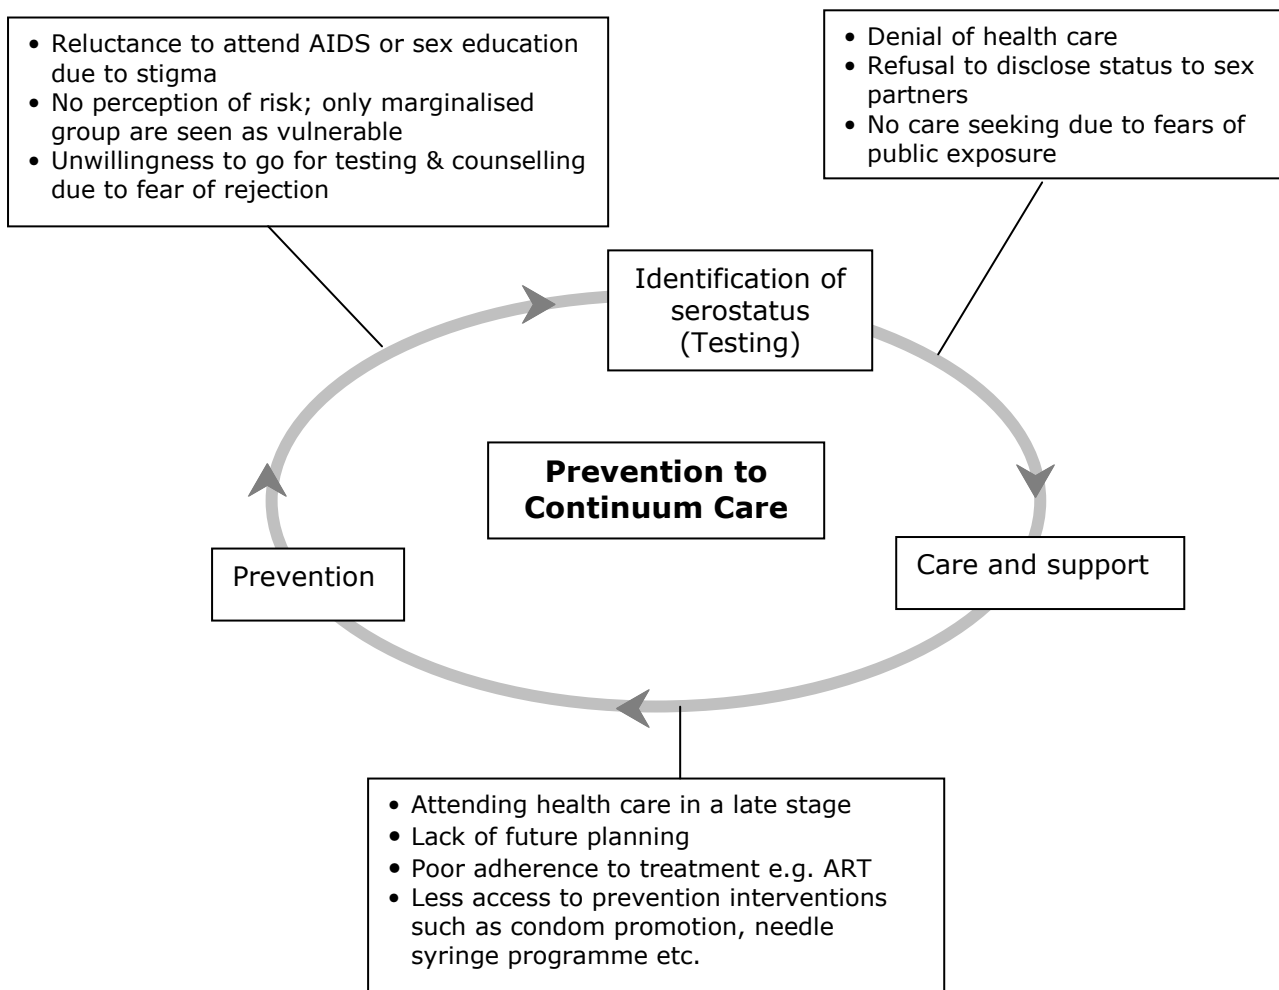 • Reluctance to attend AIDS or sex education
due to stigma
• No perception of risk; only marginalised
group are seen as vulnerable
• Unwillingness to go for testing & counselling
due to fear of rejection
• Denial of health care
• Refusal to disclose status to sex
partners
• No care seeking due to fears of
public exposure
Identification of
serostatus
(Testing)
Prevention to
Continuum Care
Prevention
Care and support
• Attending health care in a late stage
• Lack of future planning
• Poor adherence to treatment e.g. ART
• Less access to prevention interventions
such as condom promotion, needle
syringe programme etc.